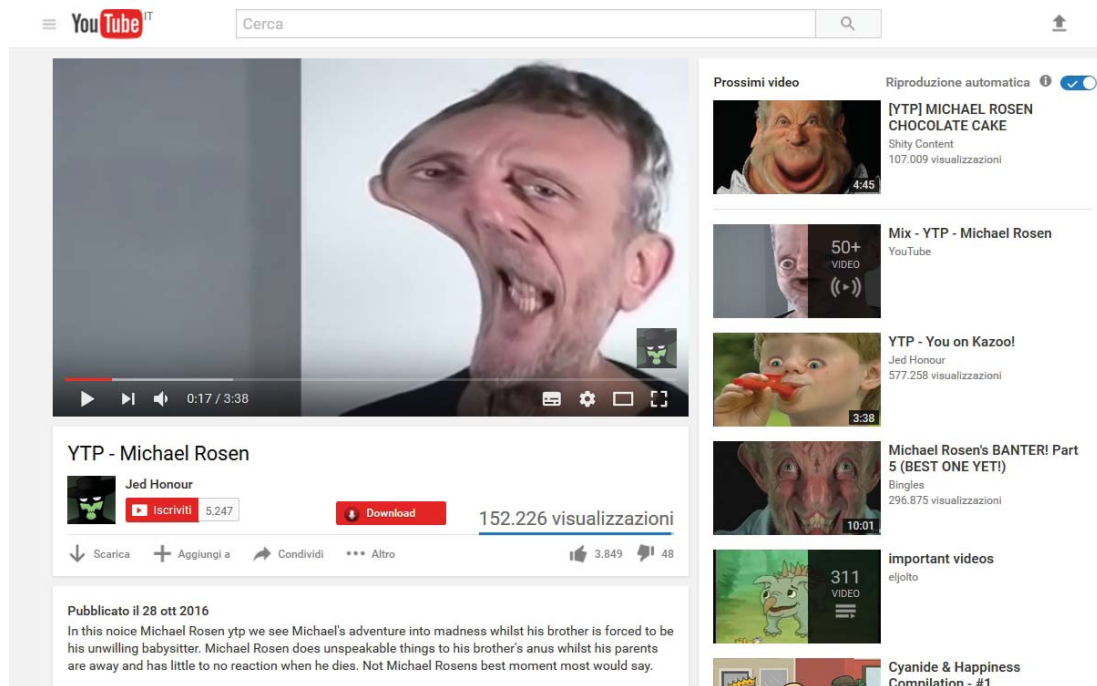 YouTube IT
Cerca
0:17 / 3:38
YTP - Michael Rosen
Jed Honour
Iscriviti 5.247
Download
152.226 visualizzazioni
Scarica Aggiungi a Condividi Altro
3.849 48
Pubblicato il 28 ott 2016
In this noice Michael Rosen ytp we see Michael's adventure into madness whilst his brother is forced to be
his unwilling babysitter. Michael Rosen does unspeakable things to his brother's anus whilst his parents
are away and has little to no reaction when he dies. Not Michael Rosens best moment most would say.
Prossimi video Riproduzione automatica
[YTP] MICHAEL ROSEN
CHOCOLATE CAKE
Shity Content
107.009 visualizzazioni
4:45
Mix - YTP - Michael Rosen
YouTube
50+
VIDEO
YTP - You on Kazoo!
Jed Honour
577.258 visualizzazioni
3:38
Michael Rosen's BANTER! Part
5 (BEST ONE YET!)
Bingles
296.875 visualizzazioni
10:01
important videos
eljolto
311
VIDEO
Cyanide & Happiness
Compilation - #1